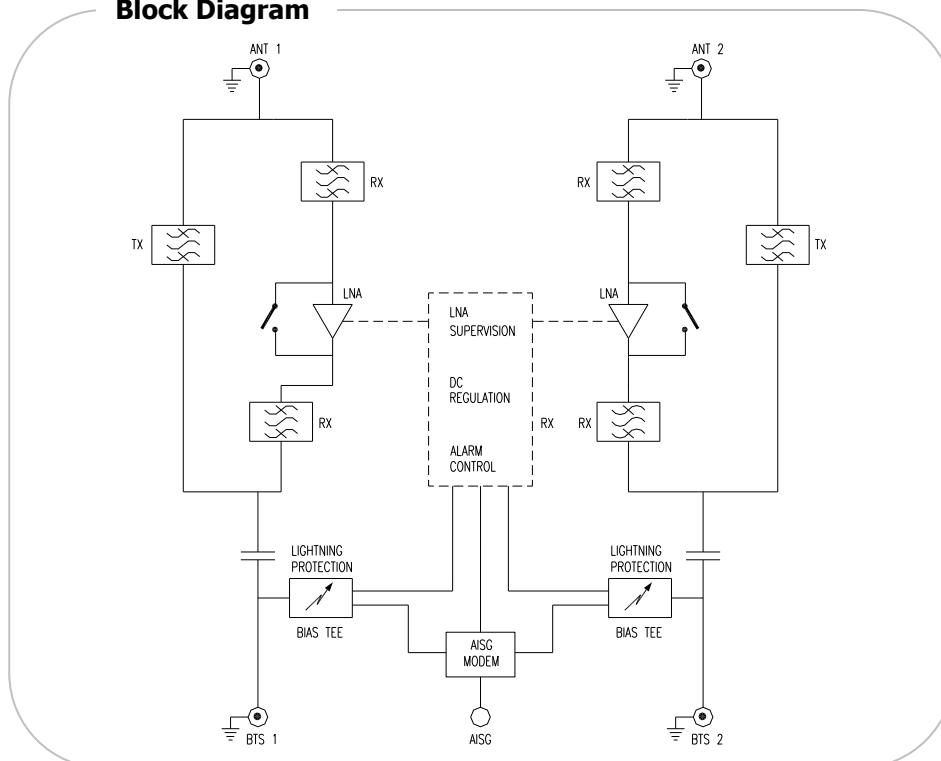 Block Diagram
ANT 1
ANT 2
RX
RX
TX
TX
LNA
LNA
LNA
SUPERVISION
DC
REGULATION
RX
RX
RX
ALARM
CONTROL
LIGHTNING
PROTECTION
LIGHTNING
PROTECTION
BIAS TEE
BIAS TEE
AISG
MODEM
BTS 1
AISG
BTS 2